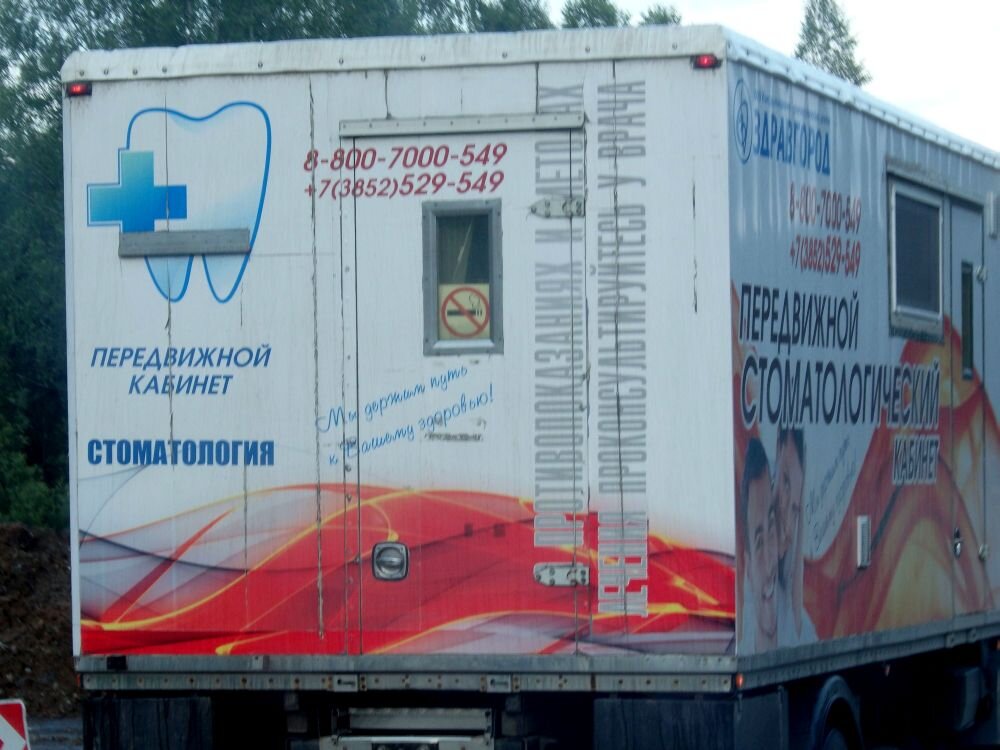 8-800-7000-549
+7(3852)529-549
ПЕРЕДВИЖНОЙ
КАБИНЕТ
СТОМАТОЛОГИЯ
Мы держим путь
к Вашему здоровью!
О ПРОТИВОПОКАЗАНИЯХ И МЕТОДАХ
ЛЕЧЕНИЯ ПРОКОНСУЛЬТИРУЙТЕСЬ У ВРАЧА
ЗДРАВГОРОД
8-800-7000-549
+7(3852)529-549
ПЕРЕДВИЖНОЙ
СТОМАТОЛОГИЧЕСКИЙ
КАБИНЕТ